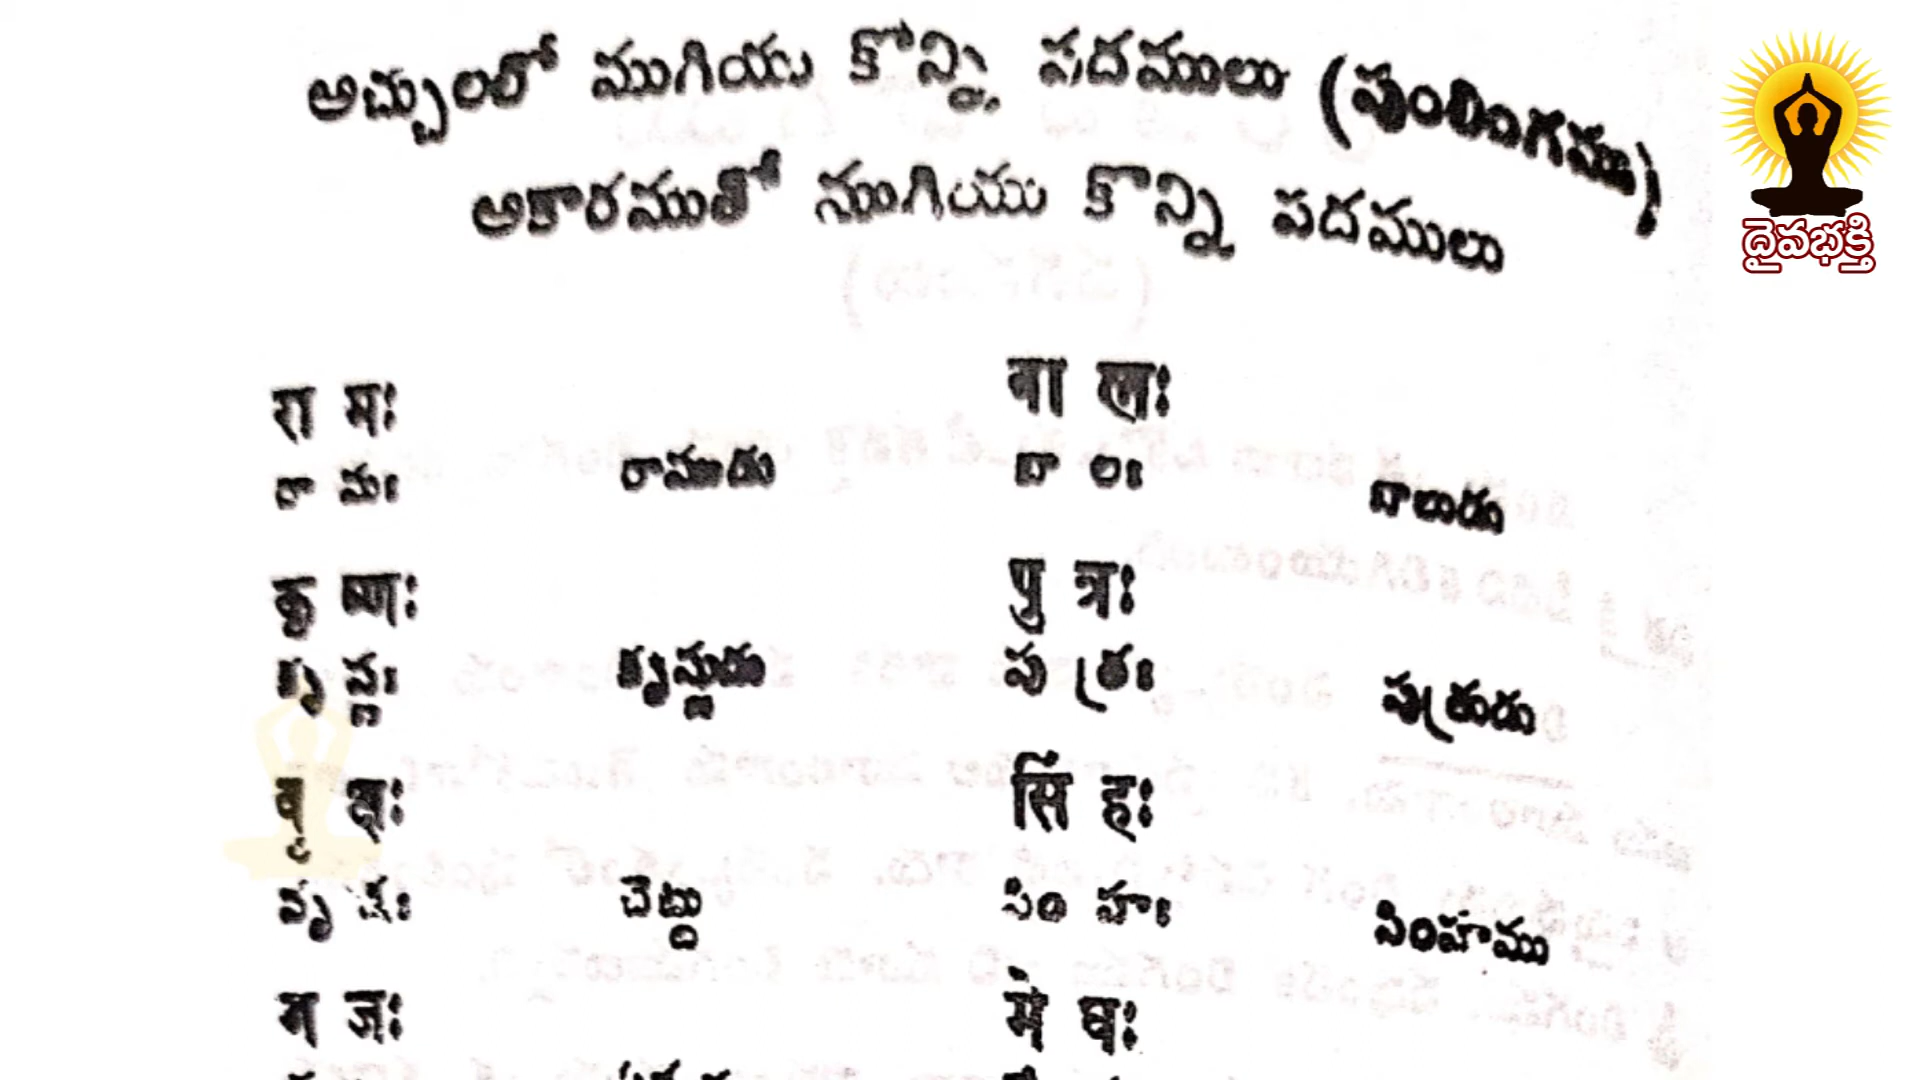 అచ్చులలో ముగియు కొన్ని పదములు (పుంలింగము)
అకారముతో ముగియు కొన్ని పదములు
దైవభక్తి
रा मः
बा लः
రా మః రాముడు
బా లః బాలుడు
कृ ष्णः
पु त्रः
కృ ష్ణః కృష్ణుడు
పు త్రః పుత్రుడు
वृ क्षः
सिं हः
వృ క్షః చెట్టు
సిం హః సింహము
ग जः
मे घः